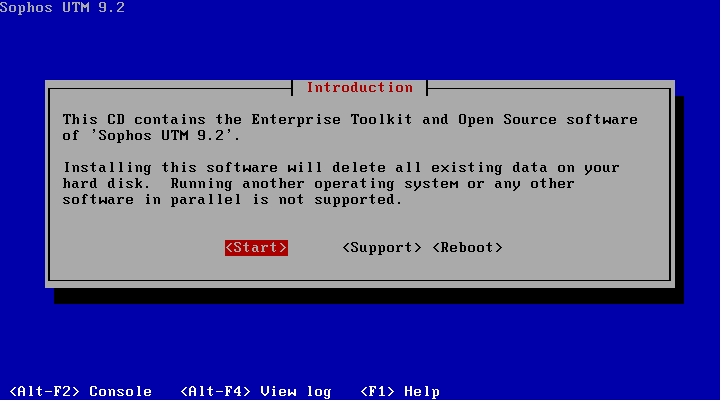 Sophos UTM 9.2
Introduction
This CD contains the Enterprise Toolkit and Open Source software
of 'Sophos UTM 9.2'.
Installing this software will delete all existing data on your
hard disk.  Running another operating system or any other
software in parallel is not supported.
<Start> <Support> <Reboot>
<Alt-F2> Console <Alt-F4> View log <F1> Help